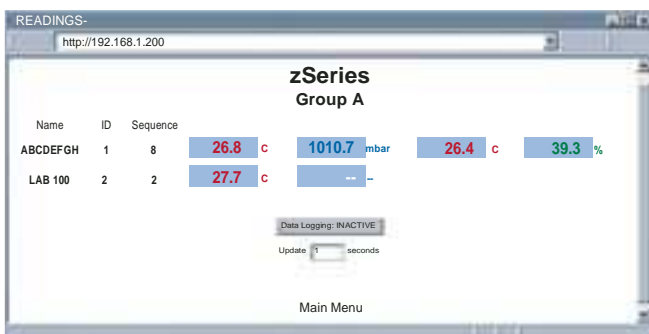 READINGS-
http://192.168.1.200
zSeries
Group A
Name ID Sequence
ABCDEFGH 1 8 26.8 C 1010.7 mbar 26.4 C 39.3 %
LAB 100 2 2 27.7 C -- --
Data Logging: INACTIVE
Update 1 seconds
Main Menu